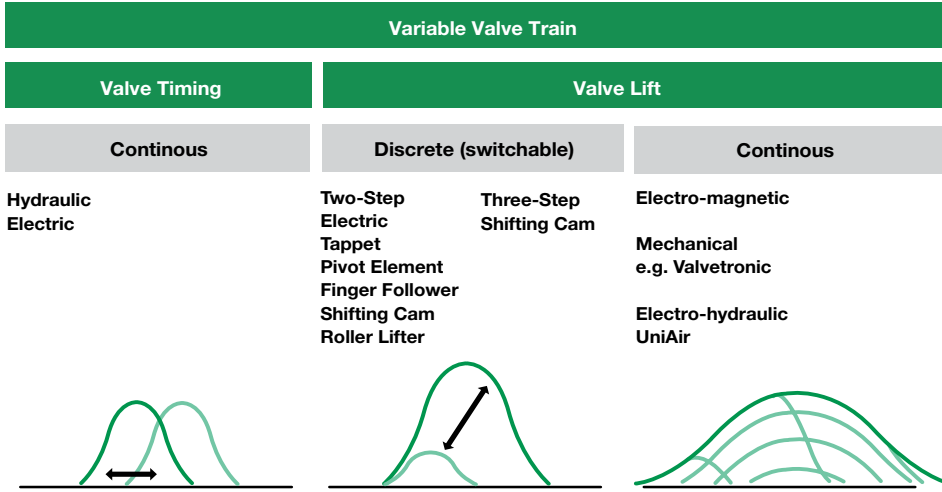 Variable Valve Train
Valve Timing
Valve Lift
Continous
Discrete (switchable)
Continous
Hydraulic
Electric
Two-Step
Electric
Tappet
Pivot Element
Finger Follower
Shifting Cam
Roller Lifter
Three-Step
Shifting Cam
Electro-magnetic
Mechanical
e.g. Valvetronic
Electro-hydraulic
UniAir